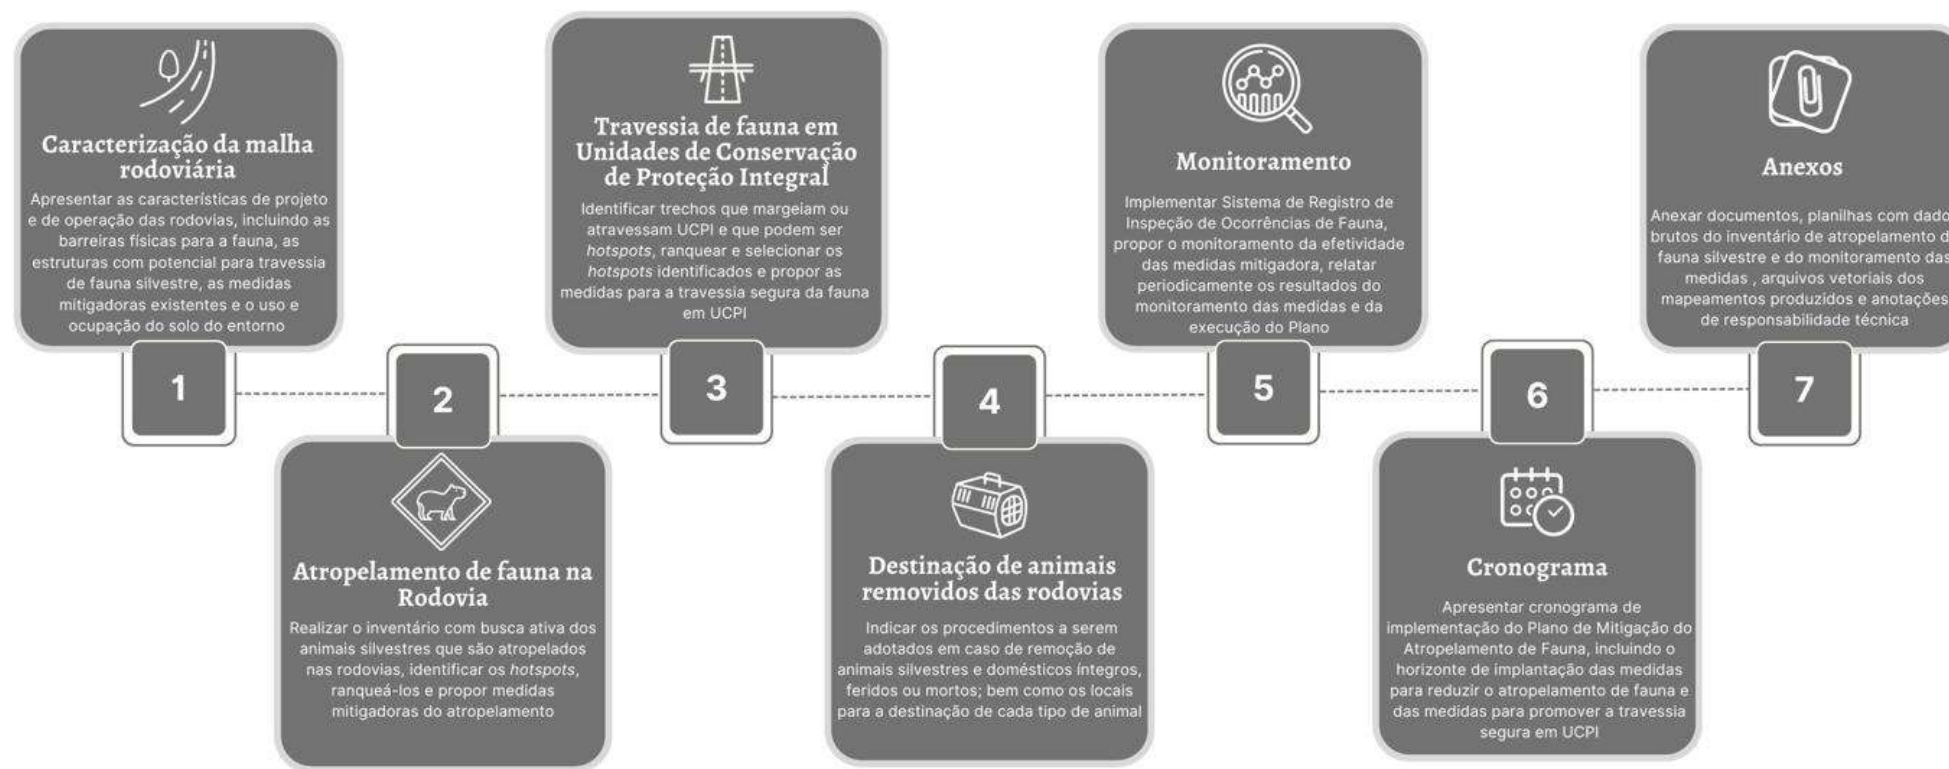 Caracterização da malha
rodoviária
Apresentar as características de projeto
e de operação das rodovias, incluindo as
barreiras físicas para a fauna, as
estruturas com potencial para travessia
de fauna silvestre, as medidas
mitigadoras existentes e o uso e
ocupação do solo do entorno
1
2
Atropelamento de fauna na
Rodovia
Realizar o inventário com busca ativa dos
animais silvestres que são atropelados
nas rodovias, identificar os hotspots,
ranqueá-los e propor medidas
mitigadoras do atropelamento
Travessia de fauna em
Unidades de Conservação
de Proteção Integral
Identificar trechos que margeiam ou
atravessam UCPI e que podem ser
hotspots, ranquear e selecionar os
hotspots identificados e propor as
medidas para a travessia segura da fauna
em UCPI
3
4
Destinação de animais
removidos das rodovias
Indicar os procedimentos a serem
adotados em caso de remoção de
animais silvestres e domésticos íntegros,
feridos ou mortos; bem como os locais
para a destinação de cada tipo de animal
Monitoramento
Implementar Sistema de Registro de
Inspeção de Ocorrências de Fauna,
propor o monitoramento da efetividade
das medidas mitigadora, relatar
periodicamente os resultados do
monitoramento das medidas e da
execução do Plano
5
6
Cronograma
Apresentar cronograma de
implementação do Plano de Mitigação do
Atropelamento de Fauna, incluindo o
horizonte de implantação das medidas
para reduzir o atropelamento de fauna e
das medidas para promover a travessia
segura em UCPI
Anexos
Anexar documentos, planilhas com dado
brutos do inventário de atropelamento d
fauna silvestre e do monitoramento das
medidas , arquivos vetoriais dos
mapeamentos produzidos e anotações
de responsabilidade técnica
7